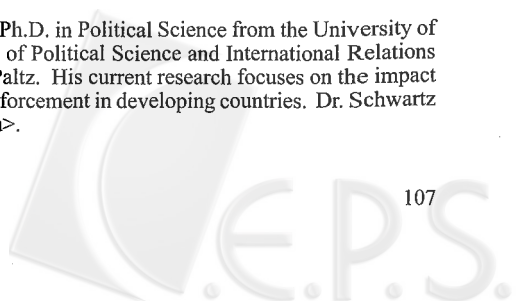 Ph.D. in Political Science from the University of
of Political Science and International Relations
altz. His current research focuses on the impact
forcement in developing countries. Dr. Schwartz
>.
107
C.E.P.S.